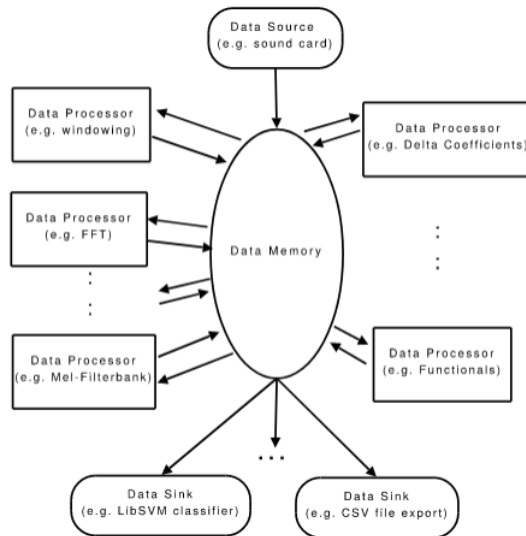 Data Source
(e.g. sound card)
Data Processor
(e.g. windowing)
Data Processor
(e.g. Delta Coefficients)
Data Processor
(e.g. FFT)
Data Memory
:
:
:
:
Data Processor
(e.g. Mel-Filterbank)
Data Processor
(e.g. Functionals)
...
Data Sink
(e.g. LibSVM classifier)
Data Sink
(e.g. CSV file export)